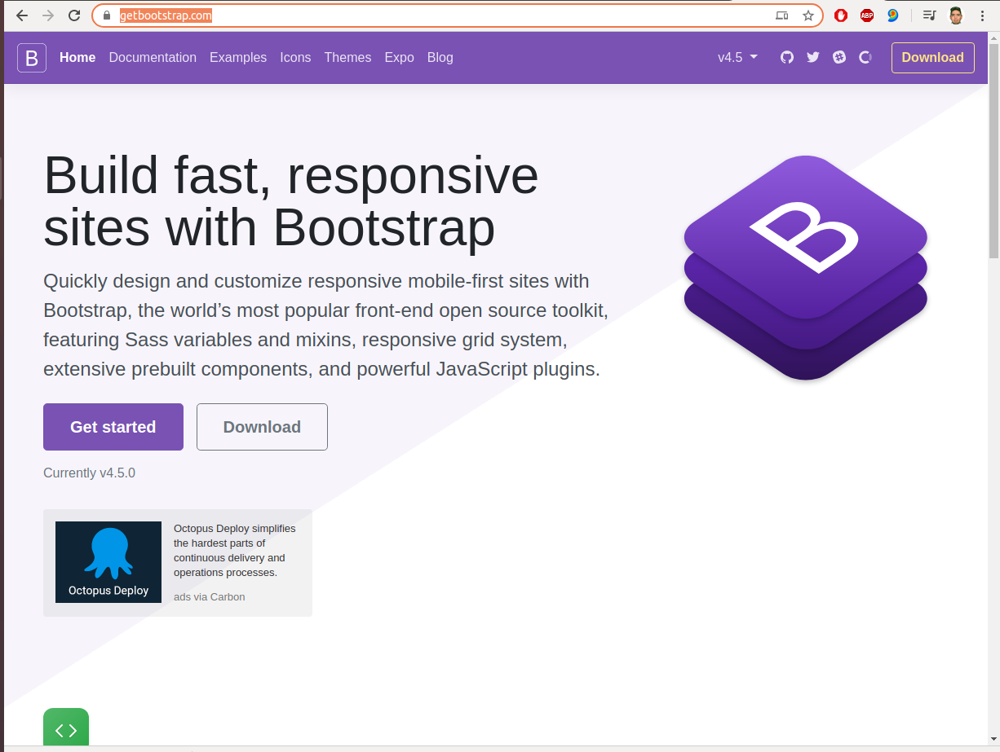 getbootstrap.com
ABP
B
Home Documentation Examples Icons Themes Expo Blog v4.5 Download
Build fast, responsive
sites with Bootstrap
B
Quickly design and customize responsive mobile-first sites with
Bootstrap, the world’s most popular front-end open source toolkit,
featuring Sass variables and mixins, responsive grid system,
extensive prebuilt components, and powerful JavaScript plugins.
Get started Download
Currently v4.5.0
Octopus Deploy
Octopus Deploy simplifies
the hardest parts of
continuous delivery and
operations processes.
ads via Carbon